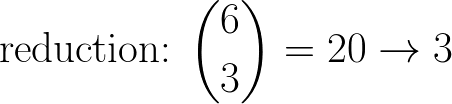 reduction: $\binom{6}{3} = 20 \to 3$